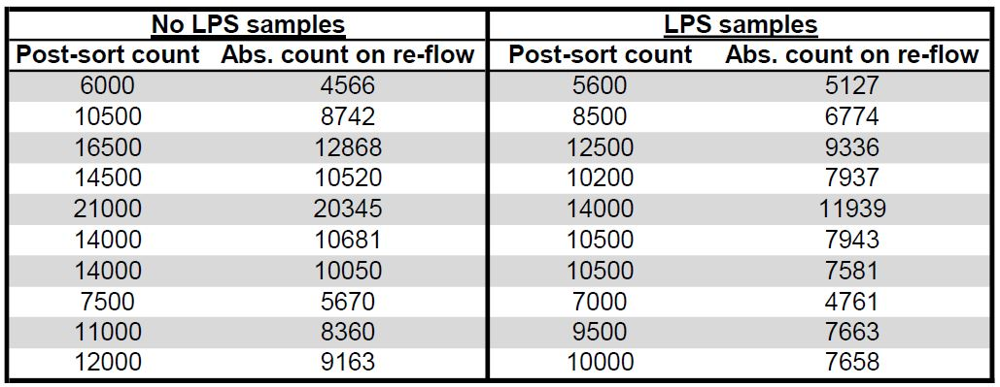 No LPS samples LPS samples
Post-sort count Abs. count on re-flow Post-sort count Abs. count on re-flow
6000 4566 5600 5127
10500 8742 8500 6774
16500 12868 12500 9336
14500 10520 10200 7937
21000 20345 14000 11939
14000 10681 10500 7943
14000 10050 10500 7581
7500 5670 7000 4761
11000 8360 9500 7663
12000 9163 10000 7658